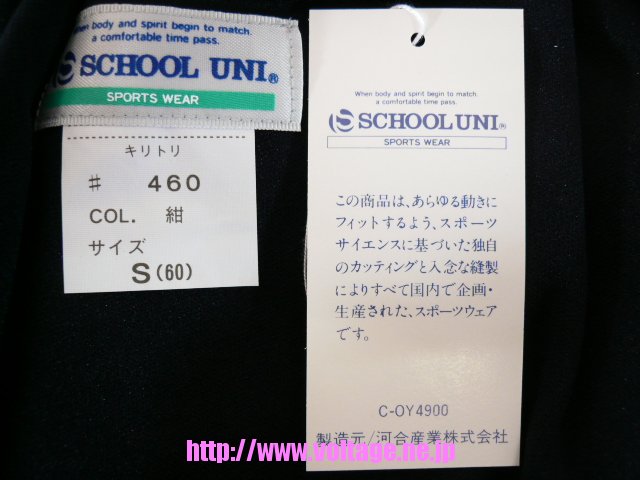 When body and spirit begin to match.
a comfortable time pass.
SCHOOL UNI®
SPORTS WEAR
キリトリ
# 460
COL. 紺
サイズ
S(60)
When body and spirit begin to match.
a comfortable time pass.
SCHOOL UNI®
SPORTS WEAR
この商品は、あらゆる動きに
フィットするよう、スポーツ
サイエンスに基づいた独自
のカッティングと入念な縫製
によりすべて国内で企画・
生産された、スポーツウェア
です。
C-OY4900
製造元/河合産業株式会社
http://www.voltage.ne.jp